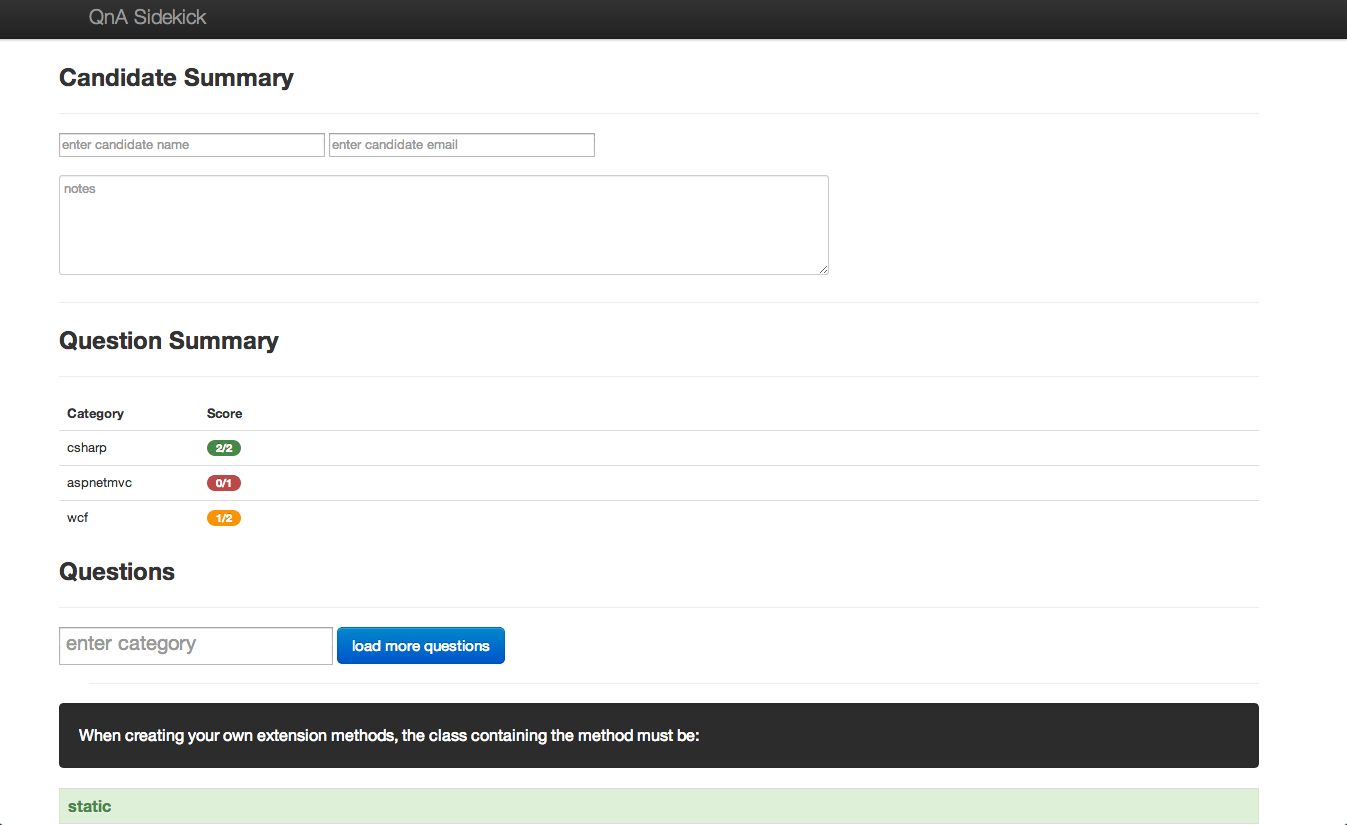 QnA Sidekick
Candidate Summary
enter candidate name enter candidate email
notes
Question Summary
Category Score
csharp 2/2
aspnetmvc 0/1
wcf 1/2
Questions
enter category load more questions
When creating your own extension methods, the class containing the method must be:
static